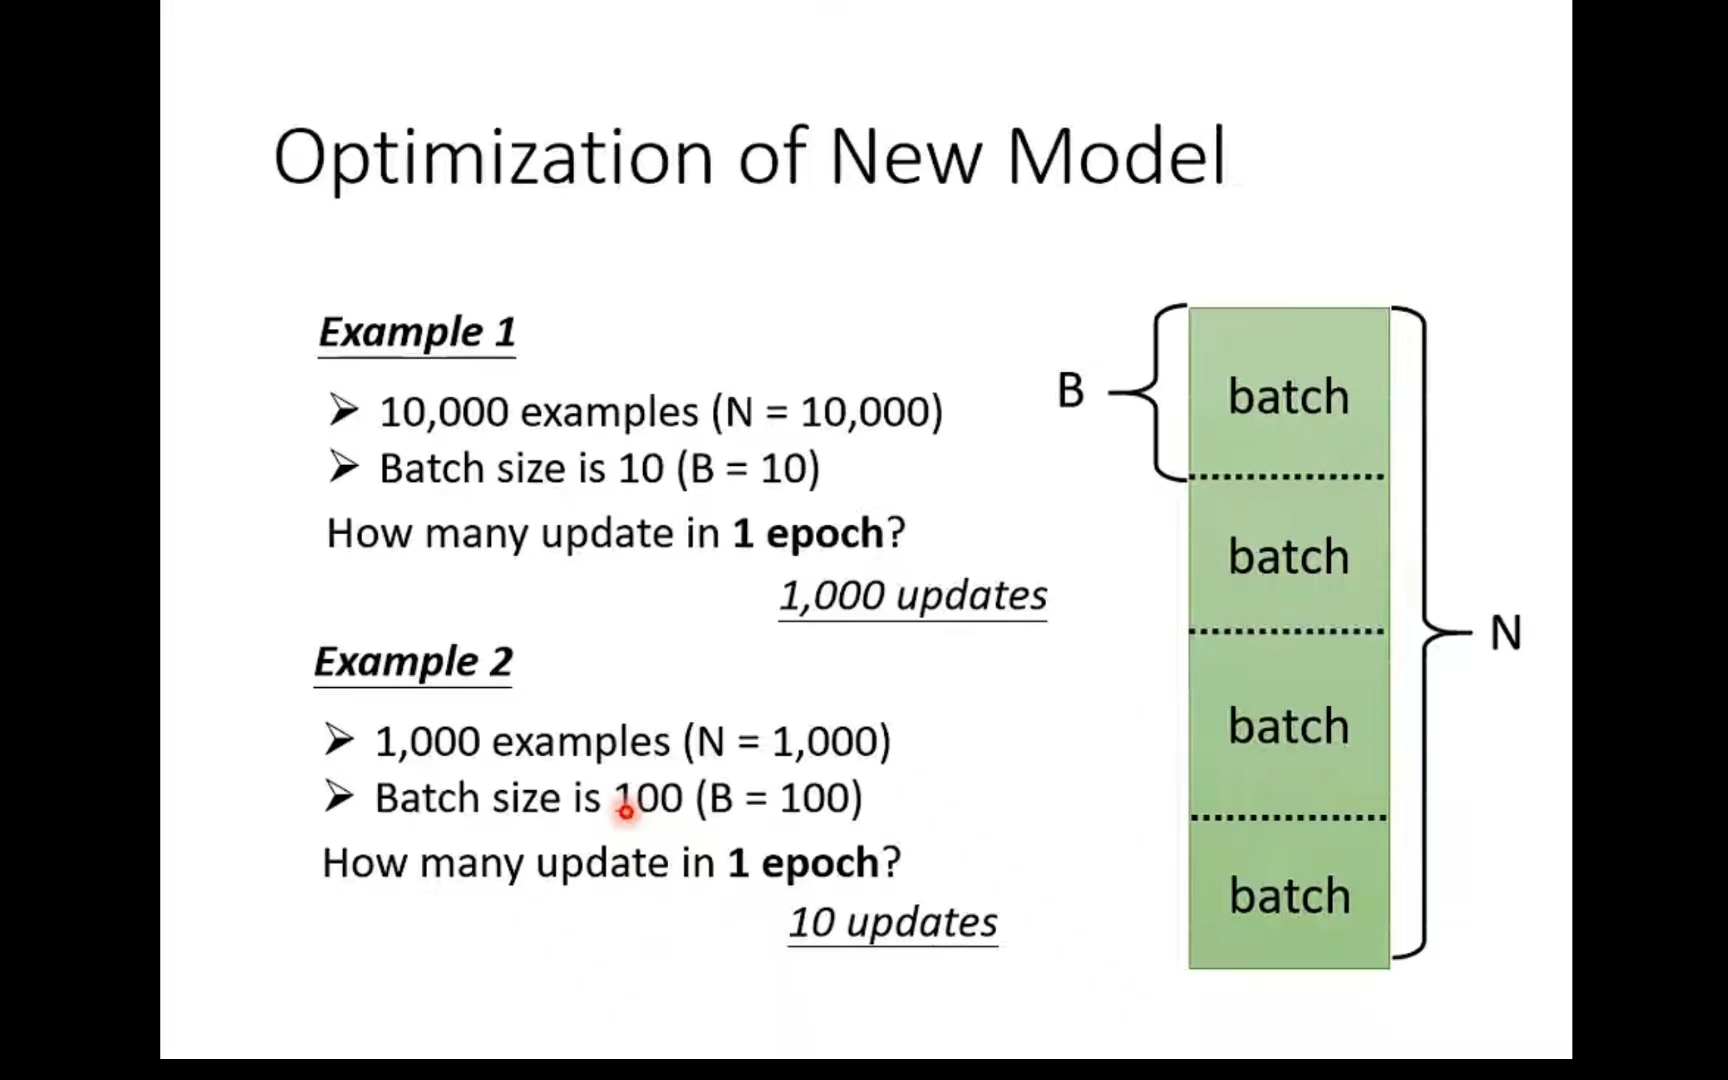 Optimization of New Model
Example 1
➢ 10,000 examples (N = 10,000)
➢ Batch size is 10 (B = 10)
How many update in 1 epoch?
1,000 updates
Example 2
➢ 1,000 examples (N = 1,000)
➢ Batch size is 100 (B = 100)
How many update in 1 epoch?
10 updates
B
batch
batch
batch
batch
N